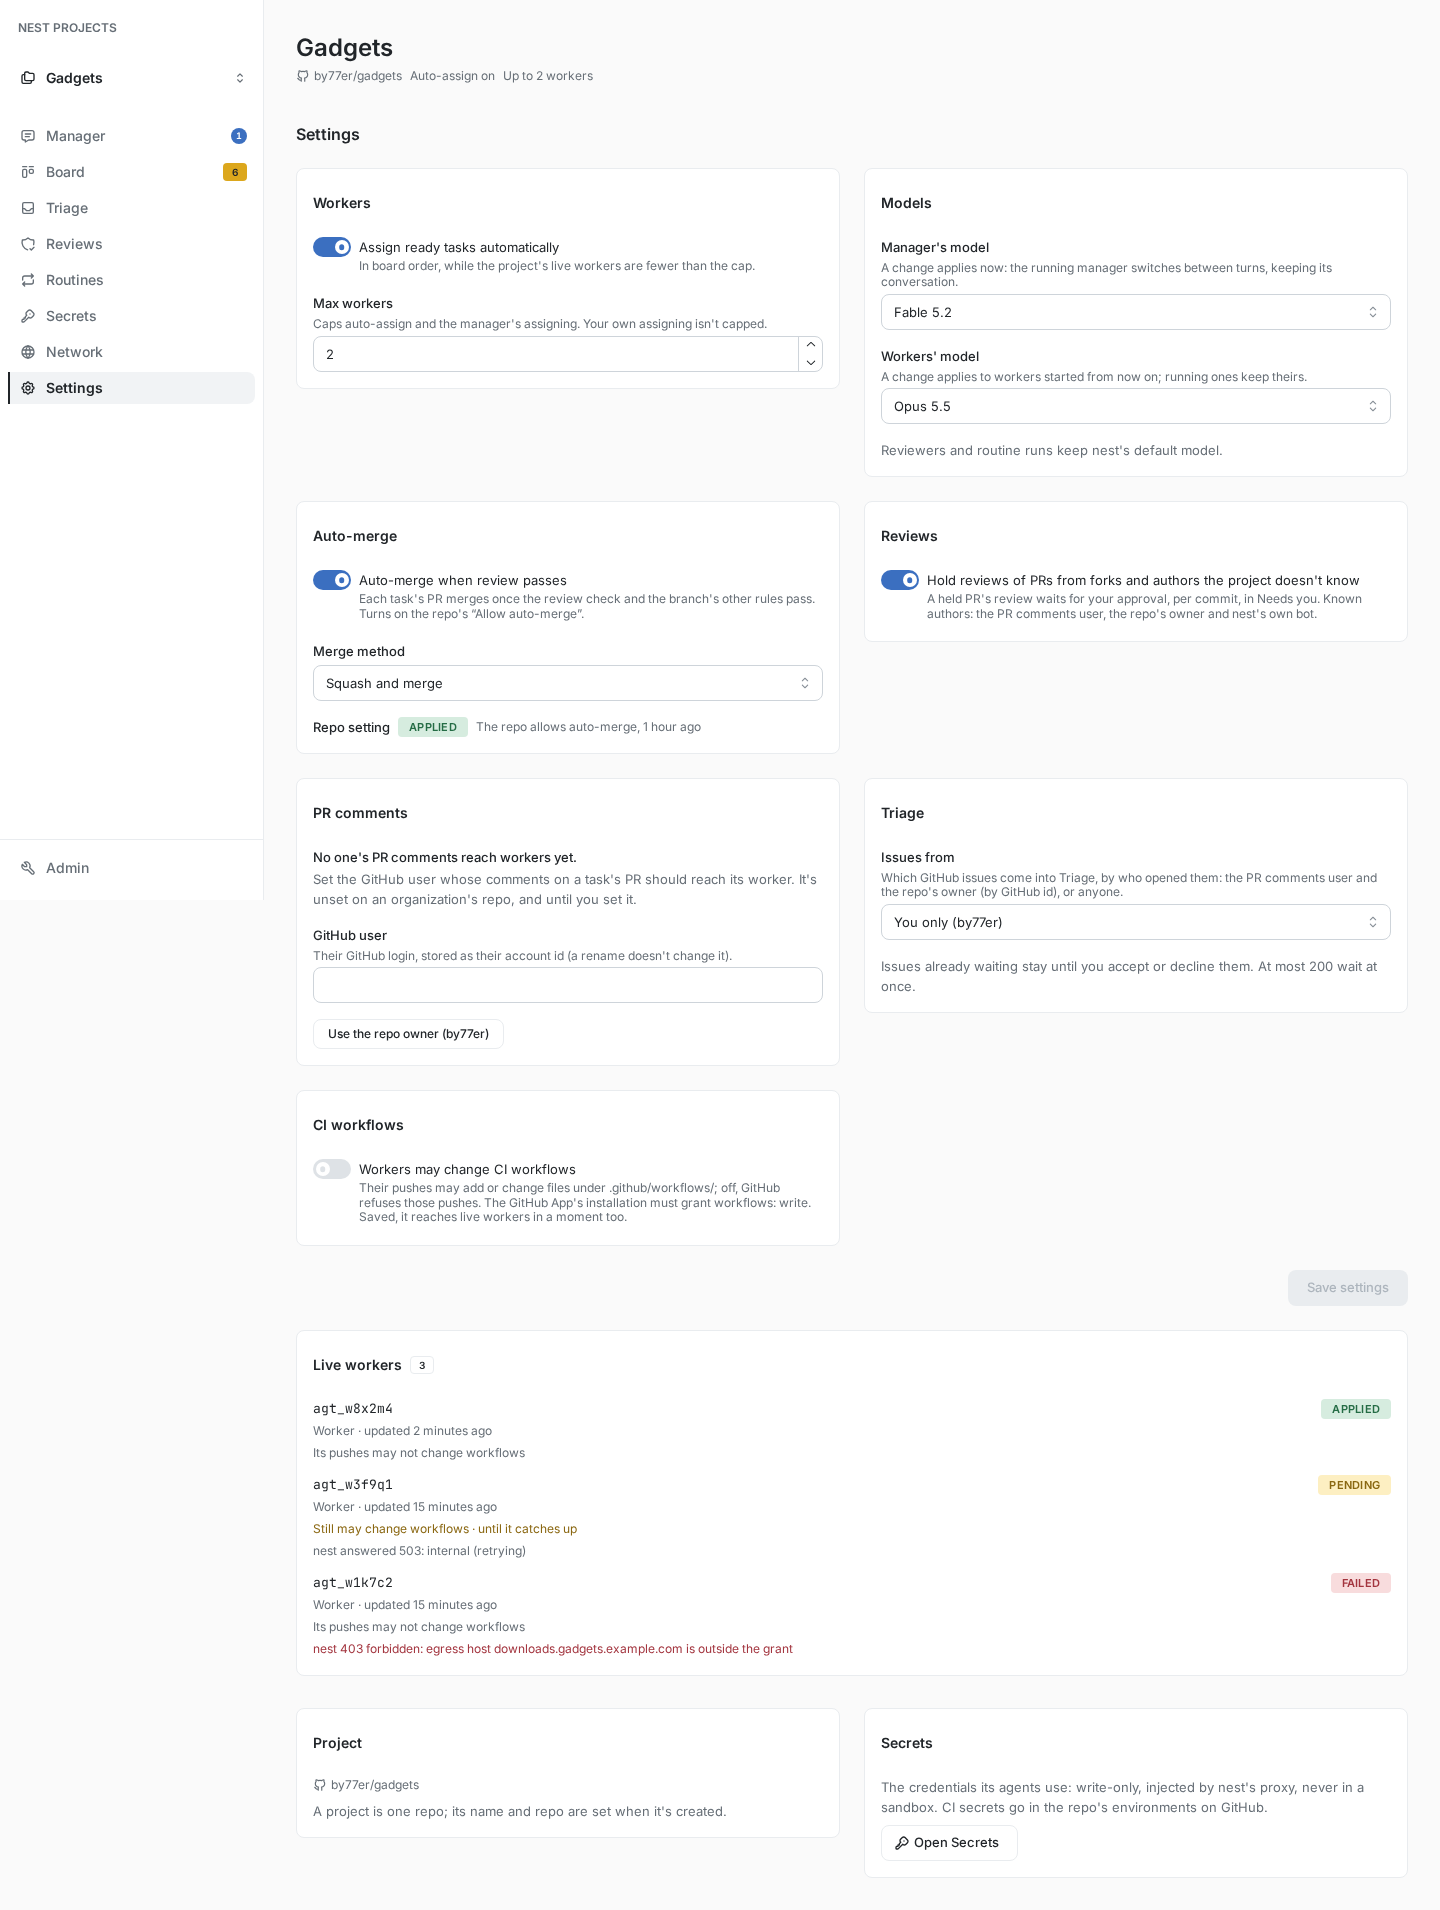 NEST PROJECTS
Gadgets
Manager
1
Board
6
Triage
Reviews
Routines
Secrets
Network
Settings
Admin
Gadgets
by77er/gadgets Auto-assign on Up to 2 workers
Settings
Workers
Assign ready tasks automatically
In board order, while the project's live workers are fewer than the cap.
Max workers
Caps auto-assign and the manager's assigning. Your own assigning isn't capped.
2
Models
Manager's model
A change applies now: the running manager switches between turns, keeping its
conversation.
Fable 5.2
Workers' model
A change applies to workers started from now on; running ones keep theirs.
Opus 5.5
Reviewers and routine runs keep nest's default model.
Auto-merge
Auto-merge when review passes
Each task's PR merges once the review check and the branch's other rules pass.
Turns on the repo's “Allow auto-merge”.
Merge method
Squash and merge
Repo setting APPLIED The repo allows auto-merge, 1 hour ago
Reviews
Hold reviews of PRs from forks and authors the project doesn't know
A held PR's review waits for your approval, per commit, in Needs you. Known
authors: the PR comments user, the repo's owner and nest's own bot.
PR comments
No one's PR comments reach workers yet.
Set the GitHub user whose comments on a task's PR should reach its worker. It's
unset on an organization's repo, and until you set it.
GitHub user
Their GitHub login, stored as their account id (a rename doesn't change it).
Use the repo owner (by77er)
Triage
Issues from
Which GitHub issues come into Triage, by who opened them: the PR comments user and
the repo's owner (by GitHub id), or anyone.
You only (by77er)
Issues already waiting stay until you accept or decline them. At most 200 wait at
once.
CI workflows
Workers may change CI workflows
Their pushes may add or change files under .github/workflows/; off, GitHub
refuses those pushes. The GitHub App's installation must grant workflows: write.
Saved, it reaches live workers in a moment too.
Save settings
Live workers 3
agt_w8x2m4
APPLIED
Worker · updated 2 minutes ago
Its pushes may not change workflows
agt_w3f9q1
PENDING
Worker · updated 15 minutes ago
Still may change workflows · until it catches up
nest answered 503: internal (retrying)
agt_w1k7c2
FAILED
Worker · updated 15 minutes ago
Its pushes may not change workflows
nest 403 forbidden: egress host downloads.gadgets.example.com is outside the grant
Project
by77er/gadgets
A project is one repo; its name and repo are set when it's created.
Secrets
The credentials its agents use: write-only, injected by nest's proxy, never in a
sandbox. CI secrets go in the repo's environments on GitHub.
Open Secrets